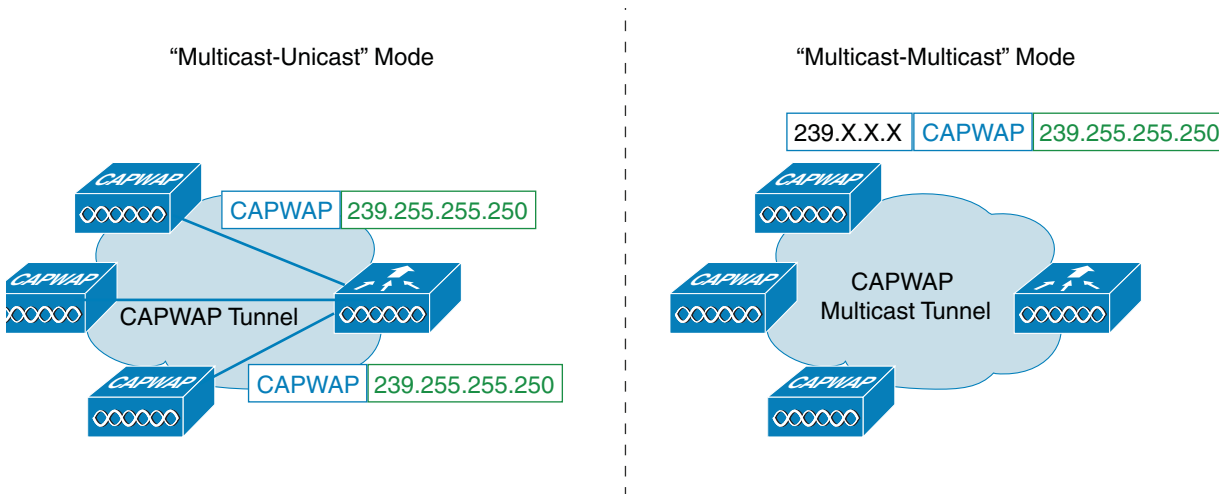 “Multicast-Unicast” Mode
CAPWAP
CAPWAP 239.255.255.250
CAPWAP
CAPWAP Tunnel
CAPWAP
CAPWAP 239.255.255.250
“Multicast-Multicast” Mode
239.X.X.X CAPWAP 239.255.255.250
CAPWAP
CAPWAP
CAPWAP
Multicast Tunnel
CAPWAP